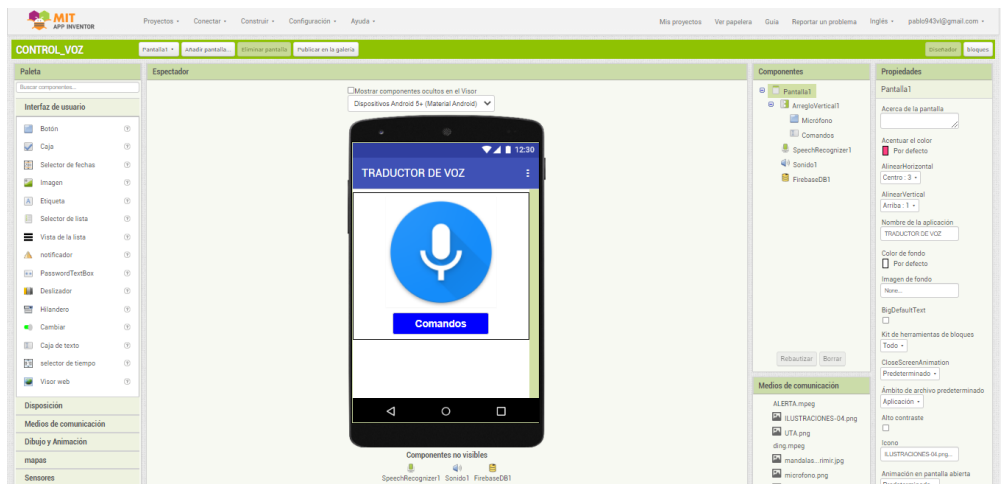 MIT
APP INVENTOR
Proyectos
Conectar
Construir
Configuración
Ayuda
Mis proyectos
Ver papelera
Guia
Reportar un problema
Inglés
pablo943vl@gmail.com
CONTROL_VOZ
Pantalla1
Añadir pantalla...
Eliminar pantalla
Publicar en la galería
Diseñador
bloques
Paleta
Buscar componentes...
Interfaz de usuario
Botón
Caja
Selector de fechas
Imagen
Etiqueta
Selector de lista
Vista de la lista
notificador
PasswordTextBox
Deslizador
Hilandero
Cambiar
Caja de texto
selector de tiempo
Visor web
Disposición
Medios de comunicación
Dibujo y Animación
mapas
Sensores
Espectador
Mostrar componentes ocultos en el Visor
Dispositivos Android 5+ (Material Android)
12:30
TRADUCTOR DE VOZ
Comandos
Componentes no visibles
SpeechRecognizer1 Sonido1 FirebaseDB1
Componentes
Pantalla1
ArregloVertical1
Microfono
Comandos
SpeechRecognizer1
Sonido1
FirebaseDB1
Rebautizar
Borrar
Medios de comunicación
ALERTA.mpeg
ILUSTRACIONES-04.png
UTA.png
ding.mpeg
mandalas...rimir.jpg
microfono.png
Propiedades
Pantalla1
Acerca de la pantalla
Acentuar el color
Por defecto
AlinearHorizontal
Centro : 3
AlinearVertical
Arriba : 1
Nombre de la aplicación
TRADUCTOR DE VOZ
Color de fondo
Por defecto
Imagen de fondo
None...
BigDefaultText
Kit de herramientas de bloques
Todo
CloseScreenAnimation
Predeterminado
Ámbito de archivo predeterminado
Aplicación
Alto contraste
Icono
ILUSTRACIONES-04.png...
Animación en pantalla abierta
Predeterminado